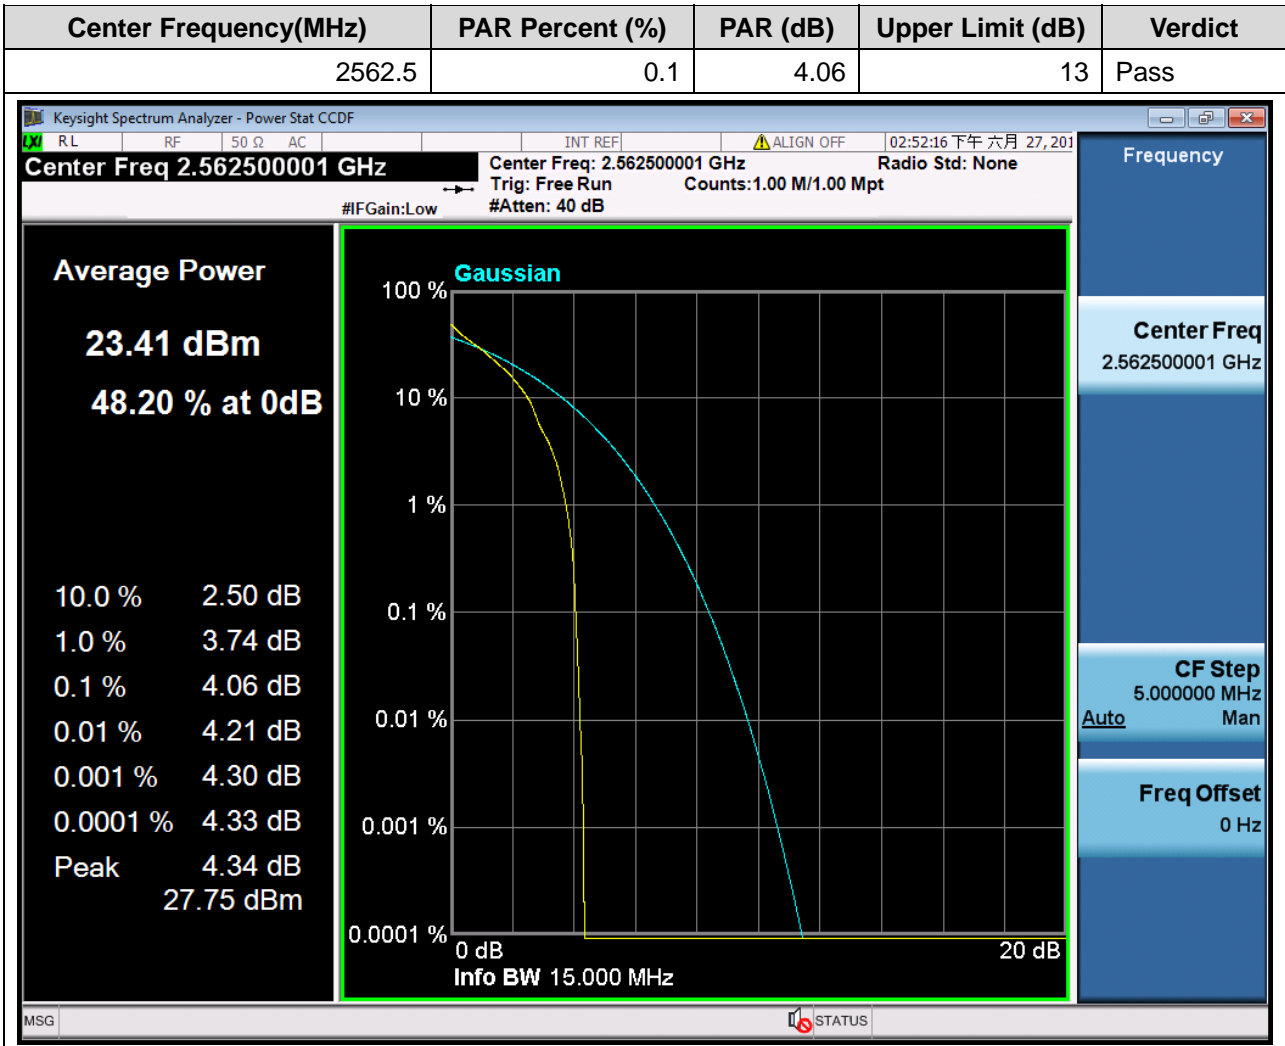 Center Frequency(MHz) PAR Percent (%) PAR (dB) Upper Limit (dB) Verdict
2562.5 0.1 4.06 13 Pass
Keysight Spectrum Analyzer - Power Stat CCDF
LXI RL RF 50 Ω AC INT REF ALIGN OFF 02:52:16 下午 六月 27, 201
Center Freq 2.562500001 GHz
#IFGain:Low
Center Freq: 2.562500001 GHz Radio Std: None
Trig: Free Run Counts:1.00 M/1.00 Mpt
#Atten: 40 dB
Average Power
23.41 dBm
48.20 % at 0dB
10.0 % 2.50 dB
1.0 % 3.74 dB
0.1 % 4.06 dB
0.01 % 4.21 dB
0.001 % 4.30 dB
0.0001 % 4.33 dB
Peak 4.34 dB
27.75 dBm
Gaussian
100 %
10 %
1 %
0.1 %
0.01 %
0.001 %
0.0001 %
0 dB 20 dB
Info BW 15.000 MHz
Frequency
Center Freq
2.562500001 GHz
CF Step
5.000000 MHz
Auto Man
Freq Offset
0 Hz
MSG STATUS